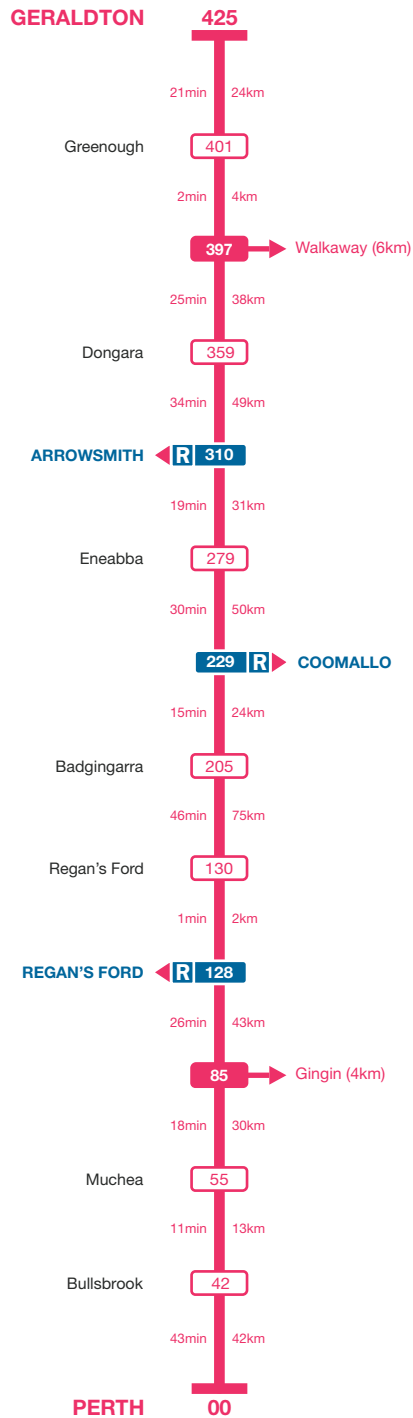 GERALDTON 425
21min 24km
Greenough 401
2min 4km
397 Walkaway (6km)
25min 38km
Dongara 359
34min 49km
ARROWSMITH R 310
19min 31km
Eneabba 279
30min 50km
229 R COOMALLO
15min 24km
Badgingarra 205
46min 75km
Regan's Ford 130
1min 2km
REGAN'S FORD R 128
26min 43km
85 Gingin (4km)
18min 30km
Muchea 55
11min 13km
Bullsbrook 42
43min 42km
PERTH 00